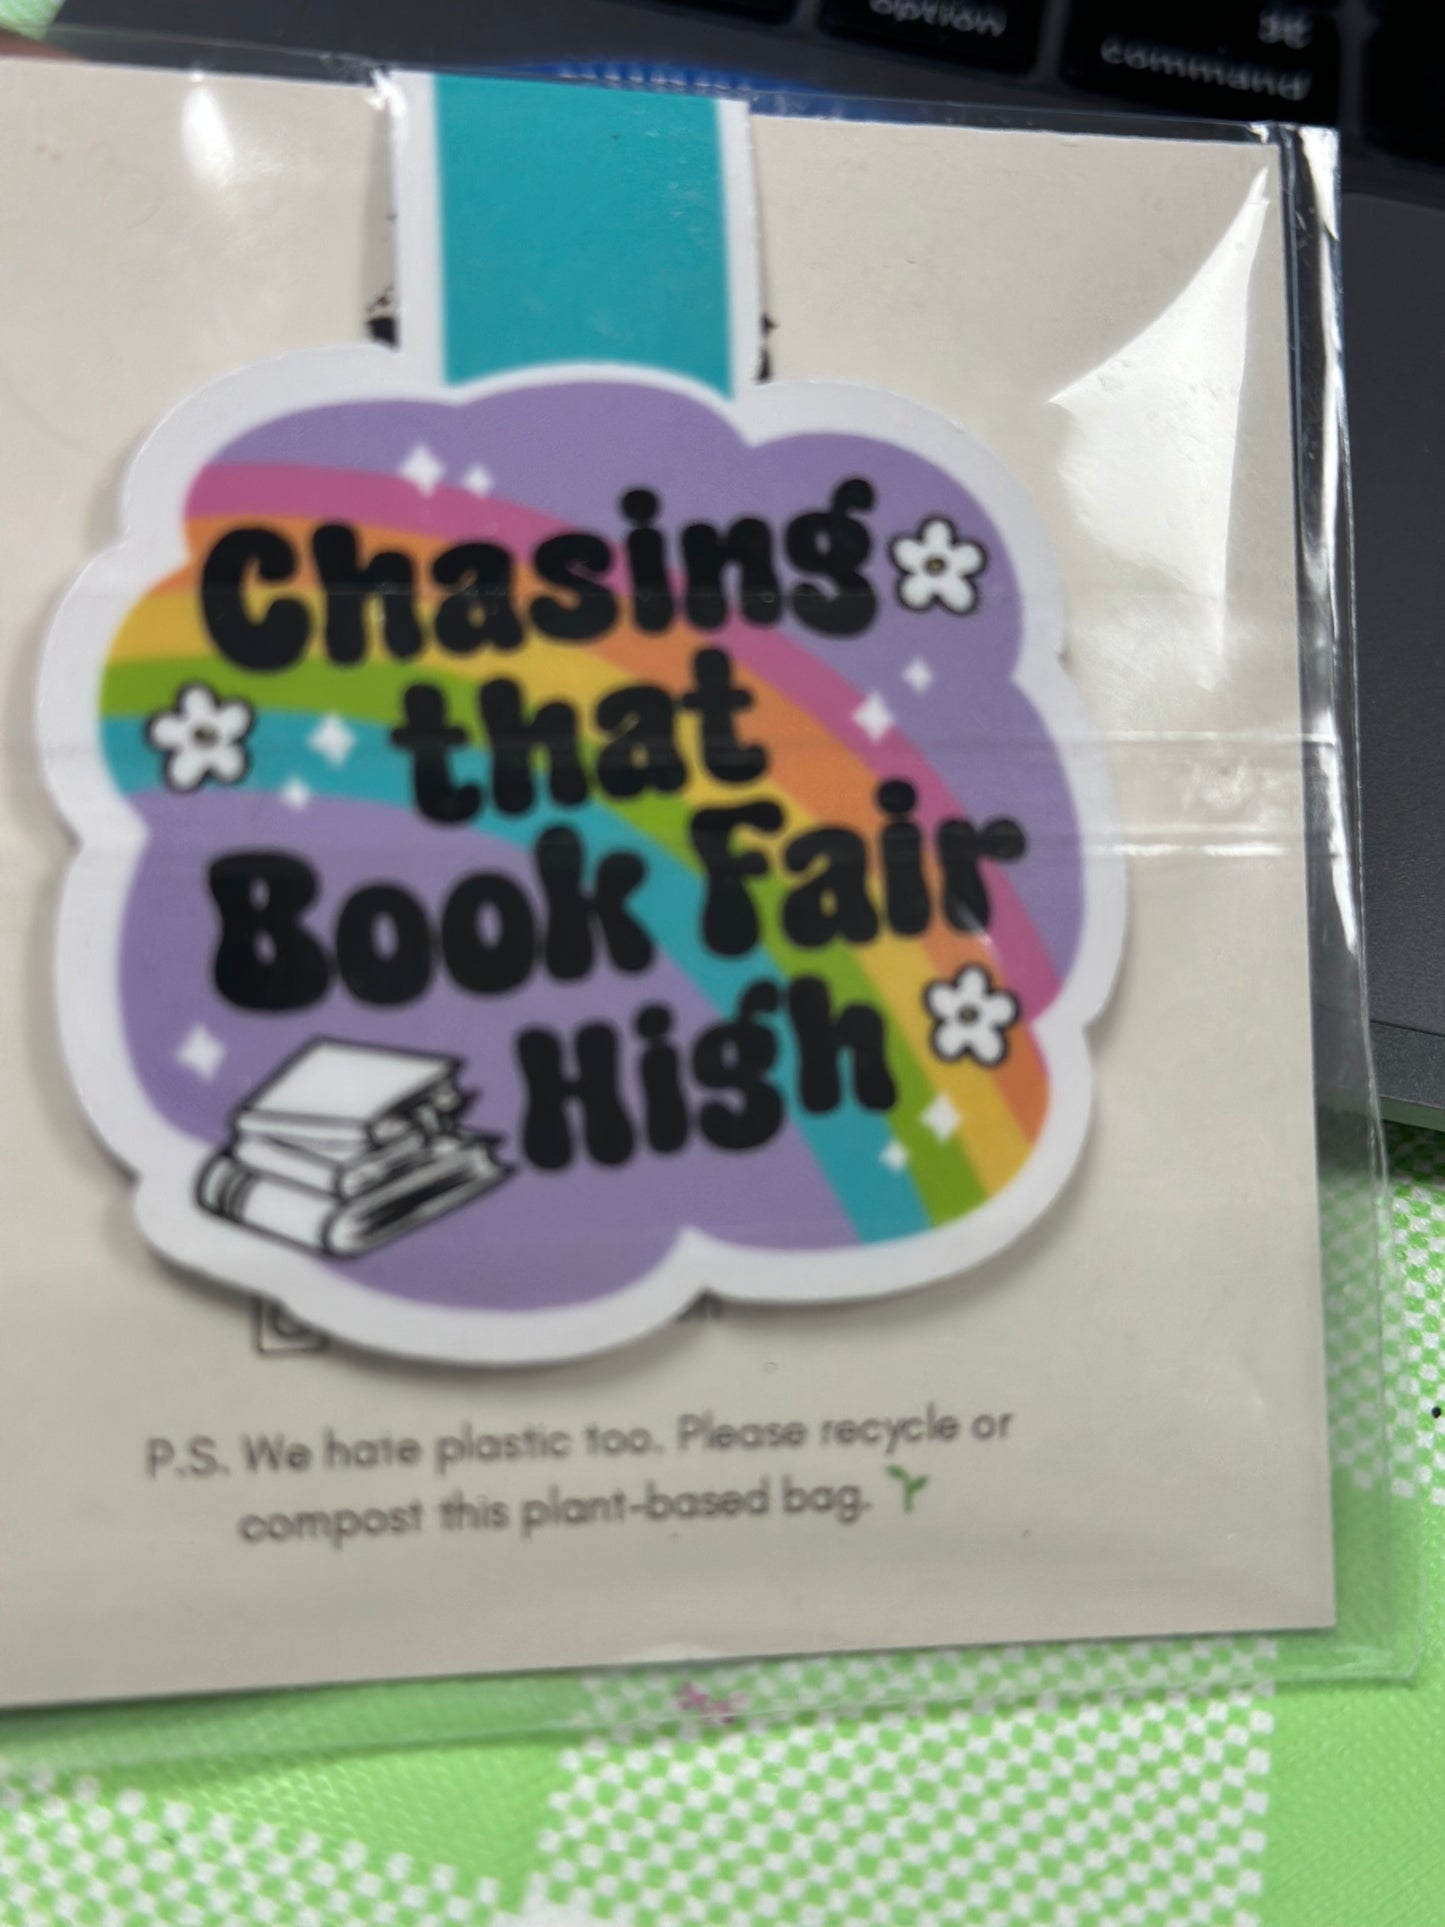 option
⌘
command
Chasing
that
Book Fair
High
P.S. We hate plastic too. Please recycle or
compost this plant-based bag.